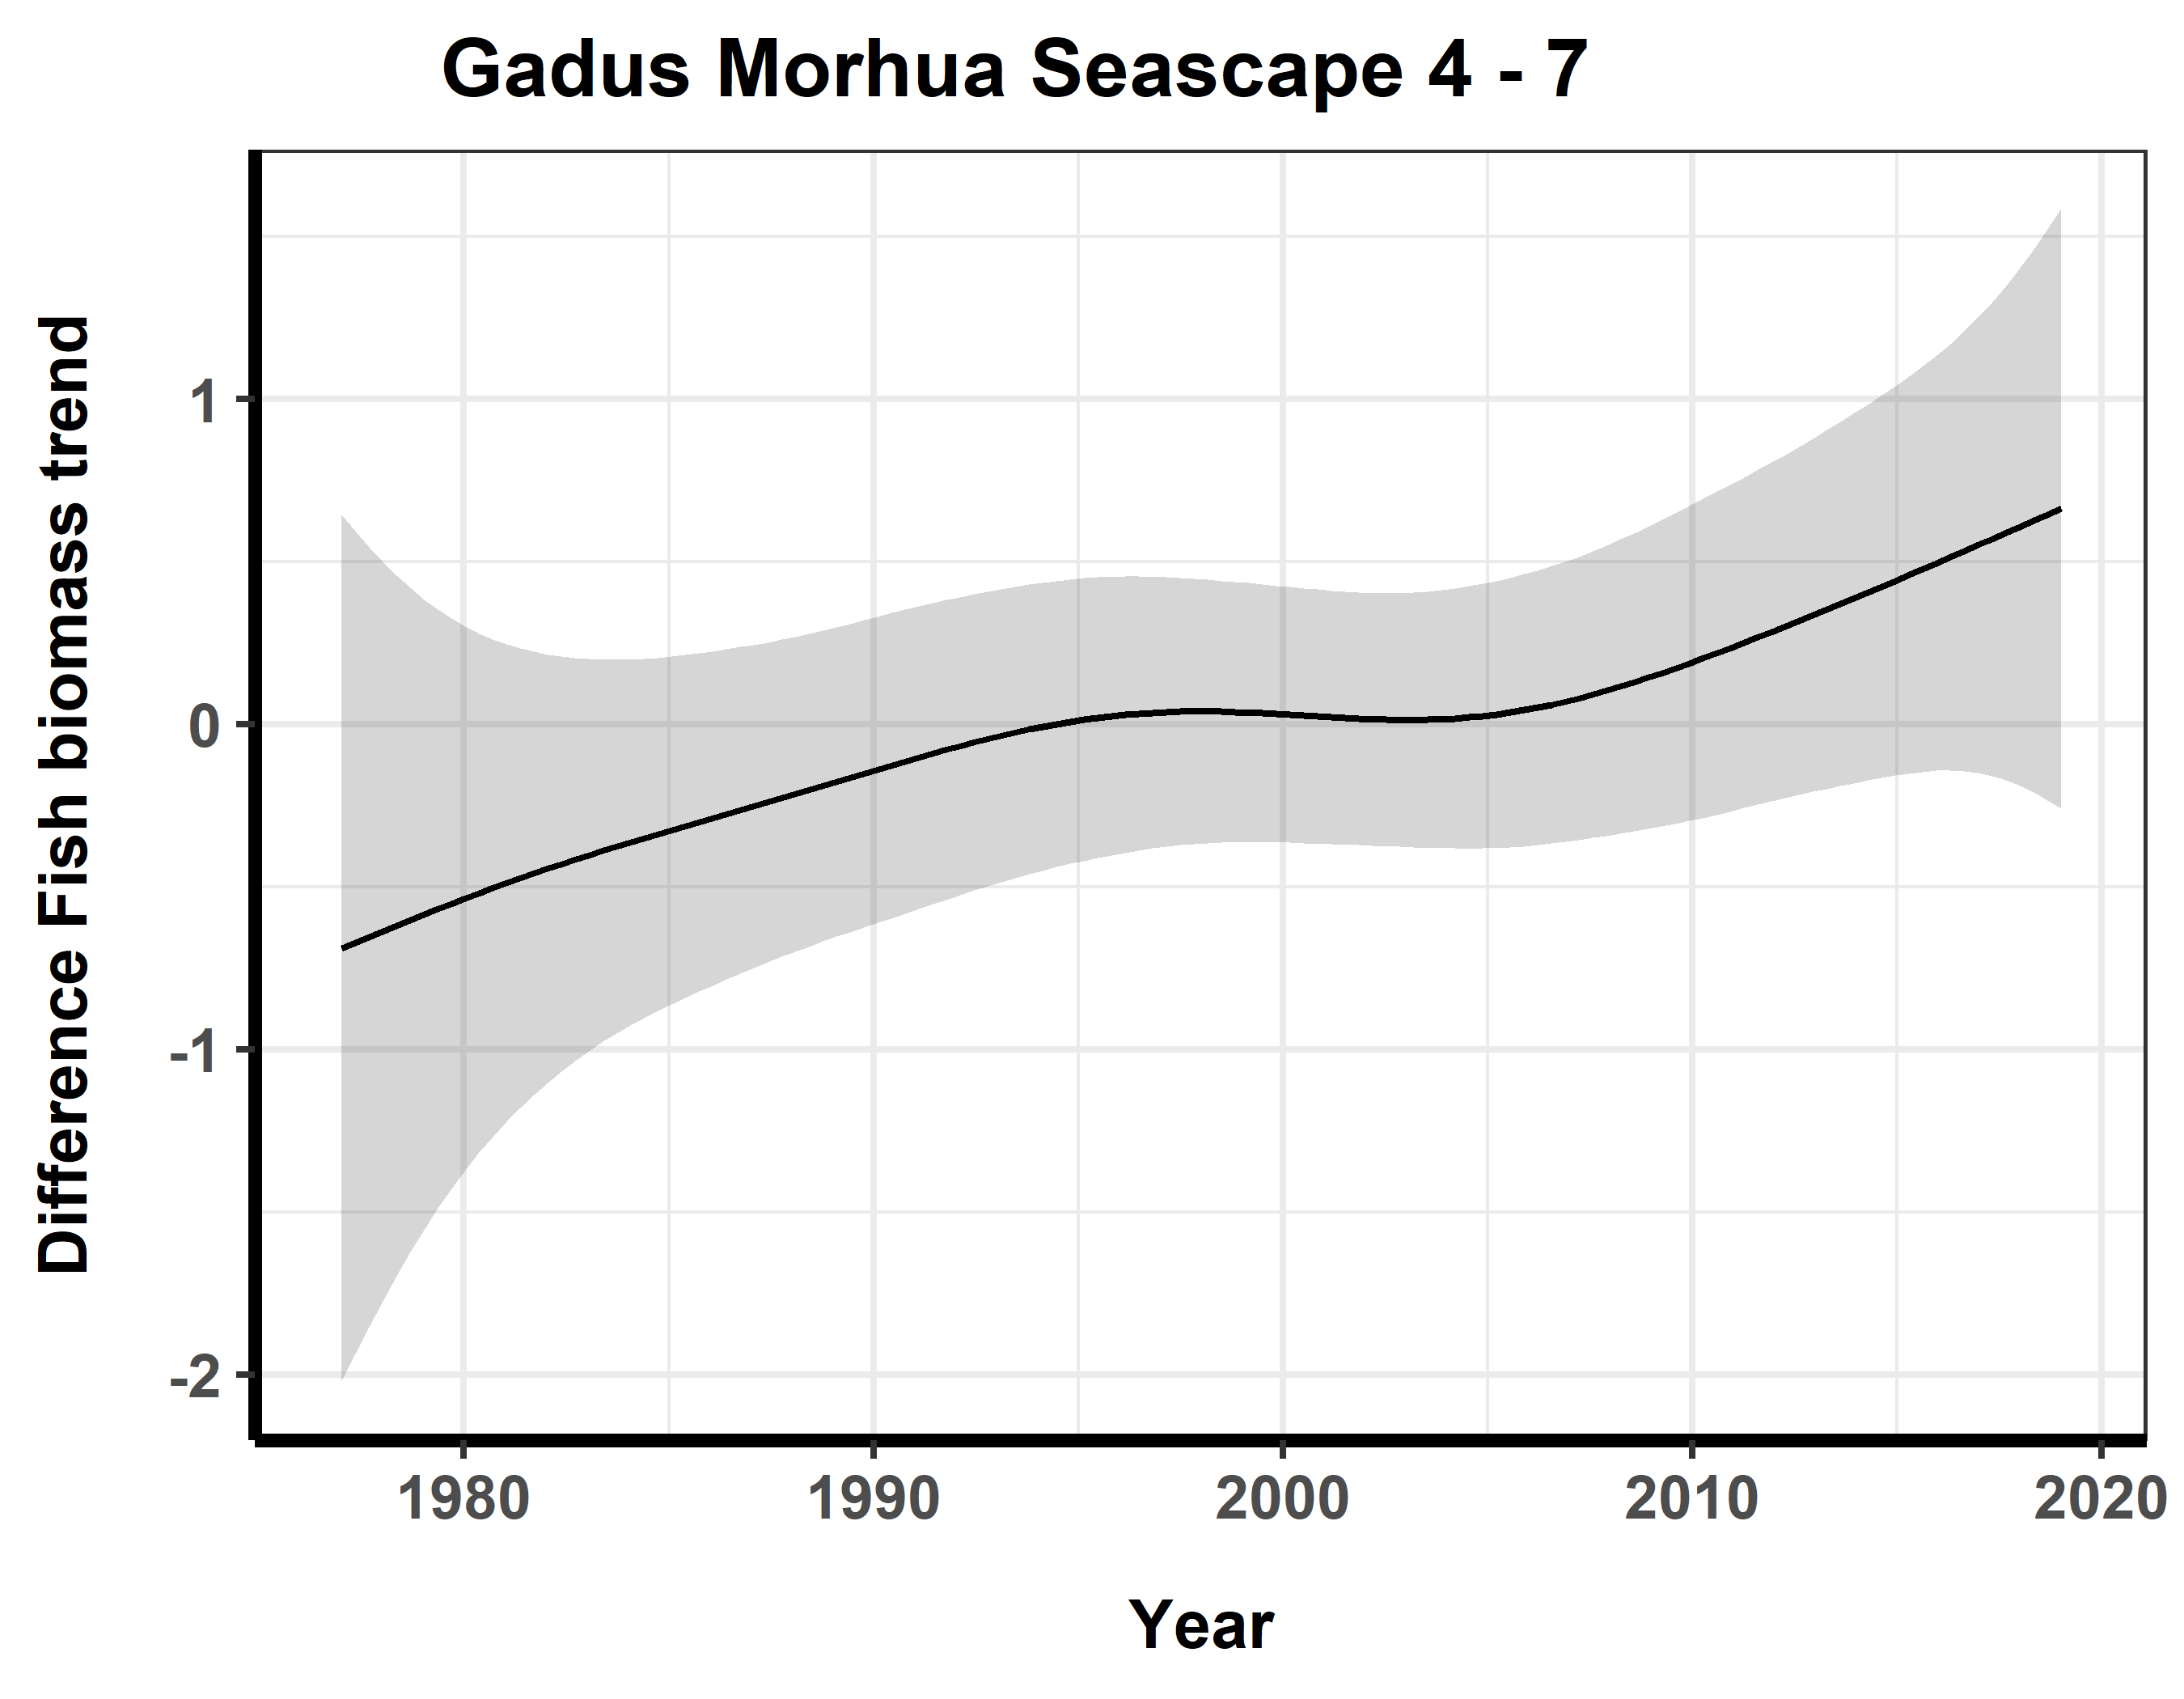 Gadus Morhua Seascape 4 - 7
Difference Fish biomass trend
1
0
-1
-2
1980 1990 2000 2010 2020
Year